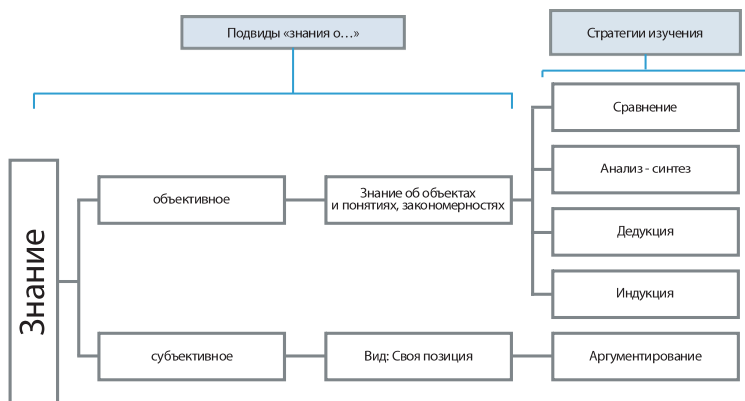 Подвиды «знания о...»
Стратегии изучения
Сравнение
Анализ - синтез
Дедукция
Индукция
Знание
объективное
Знание об объектах
и понятиях, закономерностях
субъективное
Вид: Своя позиция
Аргументирование